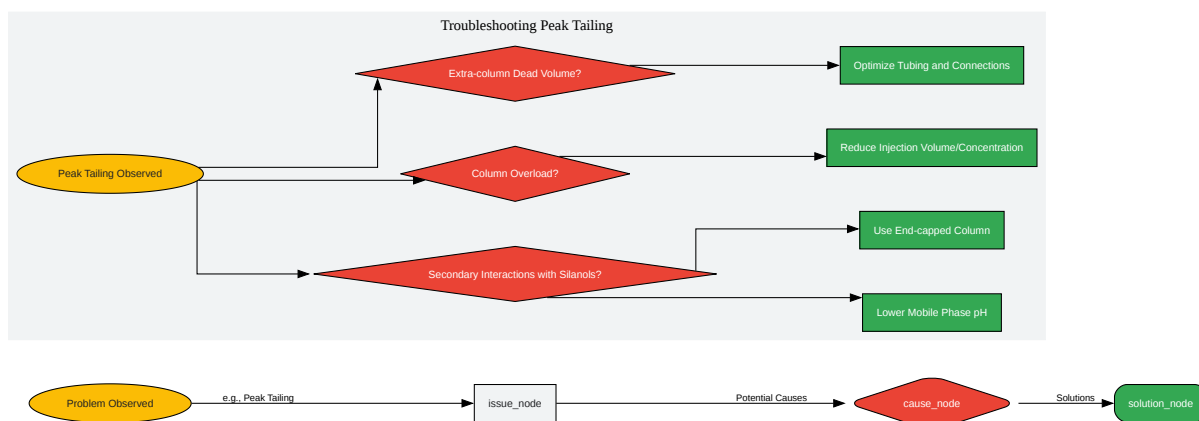 Troubleshooting Peak Tailing
Extra-column Dead Volume?
Optimize Tubing and Connections
Peak Tailing Observed
Column Overload?
Reduce Injection Volume/Concentration
Secondary Interactions with Silanols?
Use End-capped Column
Lower Mobile Phase pH
Problem Observed
e.g., Peak Tailing
issue_node
Potential Causes
cause_node
Solutions
solution_node